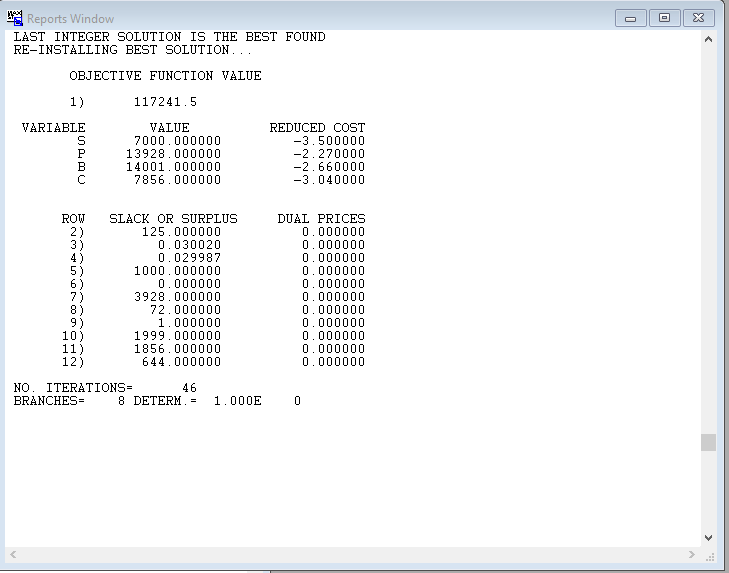 Reports Window
LAST INTEGER SOLUTION IS THE BEST FOUND
RE-INSTALLING BEST SOLUTION...
OBJECTIVE FUNCTION VALUE
1) 117241.5
VARIABLE VALUE REDUCED COST
S 7000.000000 -3.500000
P 13928.000000 -2.270000
B 14001.000000 -2.660000
C 7856.000000 -3.040000
ROW SLACK OR SURPLUS DUAL PRICES
2) 125.000000 0.000000
3) 0.030020 0.000000
4) 0.029987 0.000000
5) 1000.000000 0.000000
6) 0.000000 0.000000
7) 3928.000000 0.000000
8) 72.000000 0.000000
9) 1.000000 0.000000
10) 1999.000000 0.000000
11) 1856.000000 0.000000
12) 644.000000 0.000000
NO. ITERATIONS= 46
BRANCHES= 8 DETERM.= 1.000E 0